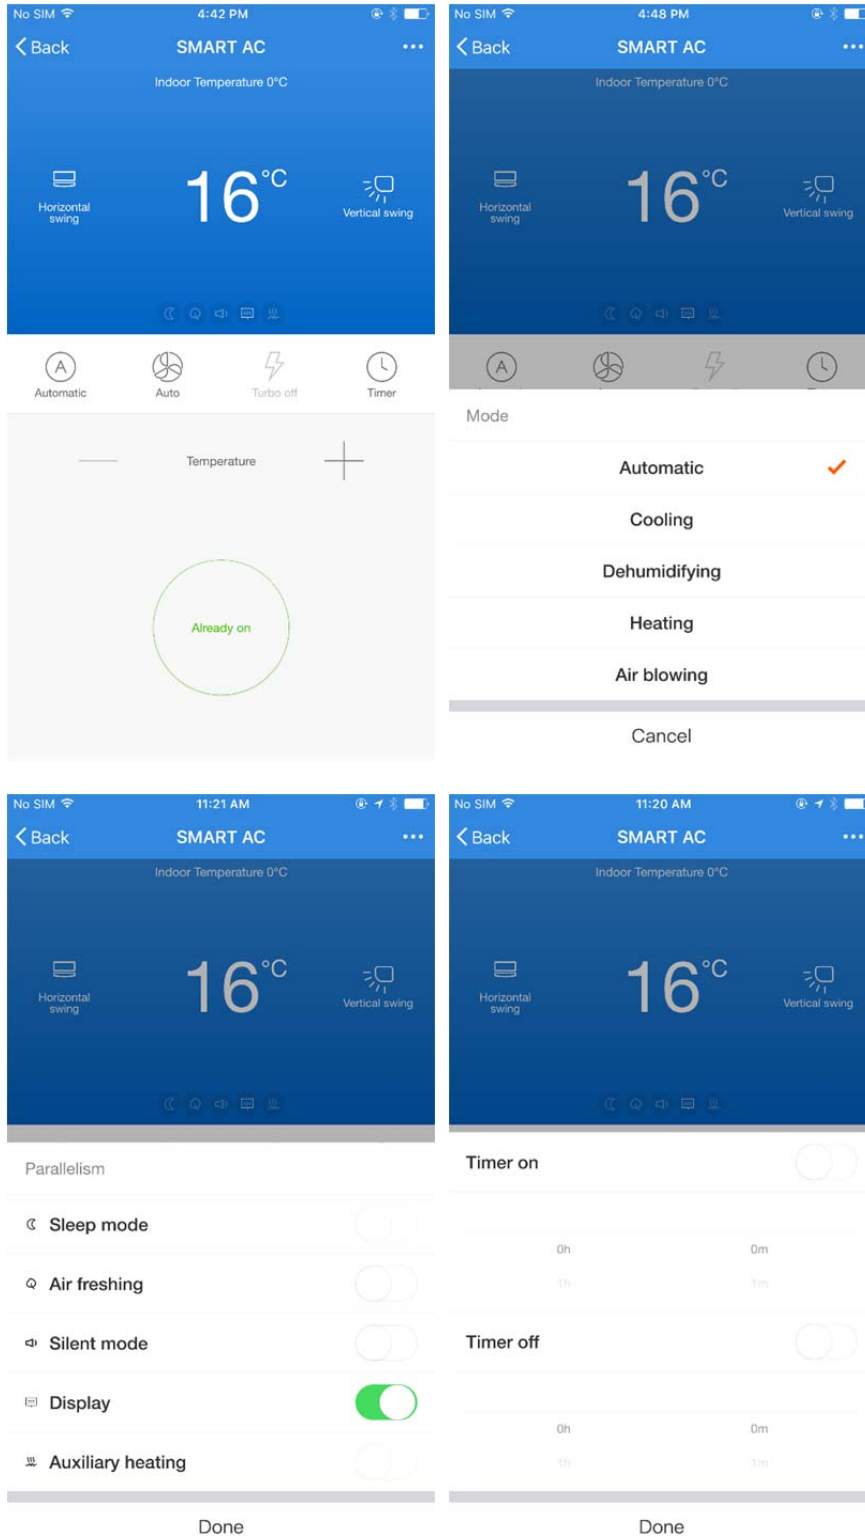 No SIM 4:42 PM
Back SMART AC
Indoor Temperature 0°C
16°C
Horizontal
swing
Vertical swing
A
Automatic Auto Turbo off Timer
Temperature
Already on
No SIM 4:48 PM
Back SMART AC
Indoor Temperature 0°C
16°C
Horizontal
swing
Vertical swing
A
Mode
Automatic
Cooling
Dehumidifying
Heating
Air blowing
Cancel
No SIM 11:21 AM
Back SMART AC
Indoor Temperature 0°C
16°C
Horizontal
swing
Vertical swing
Parallelism
Sleep mode
Air freshing
Silent mode
Display
Auxiliary heating
Done
No SIM 11:20 AM
Back SMART AC
Indoor Temperature 0°C
16°C
Horizontal
swing
Vertical swing
Timer on
0h 0m
1h 1m
Timer off
0h 0m
1h 1m
Done